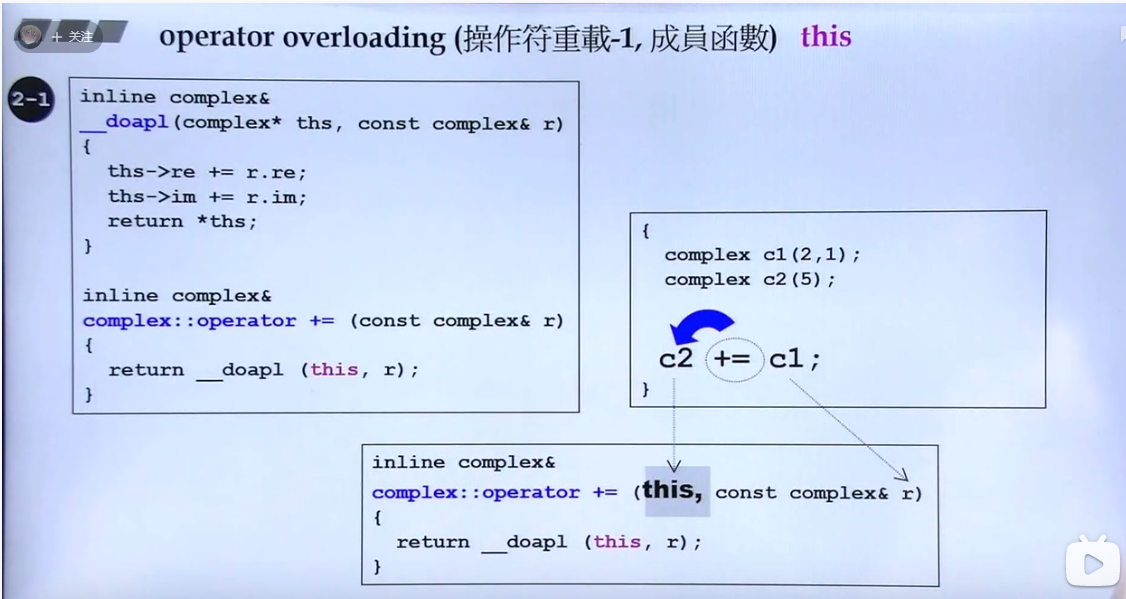 + 关注
operator overloading (操作符重載-1, 成員函數) this
2-1
inline complex&
__doapl(complex* ths, const complex& r)
{
ths->re += r.re;
ths->im += r.im;
return *ths;
}
inline complex&
complex::operator += (const complex& r)
{
return __doapl (this, r);
}
{
complex c1(2,1);
complex c2(5);
c2 += c1;
}
inline complex&
complex::operator += (this, const complex& r)
{
return __doapl (this, r);
}